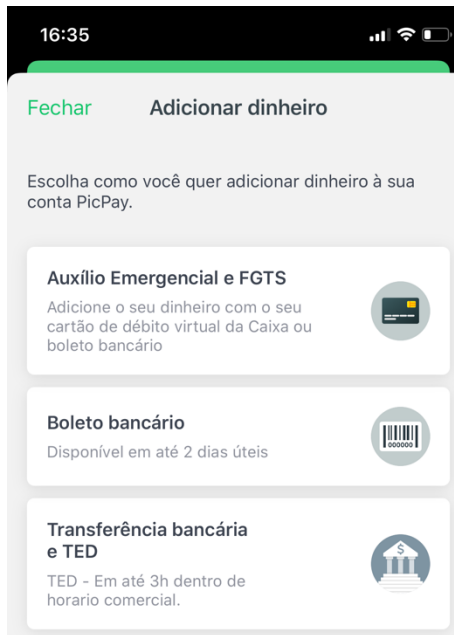 16:35
Fechar Adicionar dinheiro
Escolha como você quer adicionar dinheiro à sua
conta PicPay.
Auxílio Emergencial e FGTS
Adicione o seu dinheiro com o seu
cartão de débito virtual da Caixa ou
boleto bancário
Boleto bancário
Disponível em até 2 dias úteis
000000
Transferência bancária
e TED
$
TED - Em até 3h dentro de
horario comercial.